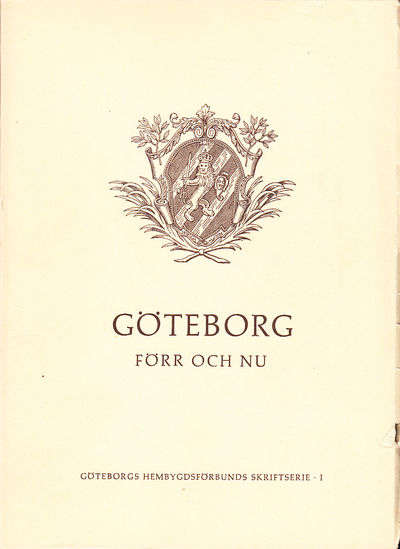 GÖTEBORG
FÖRR OCH NU
GÖTEBORGS HEMBYGDSFÖRBUNDS SKRIFTSERIE · I